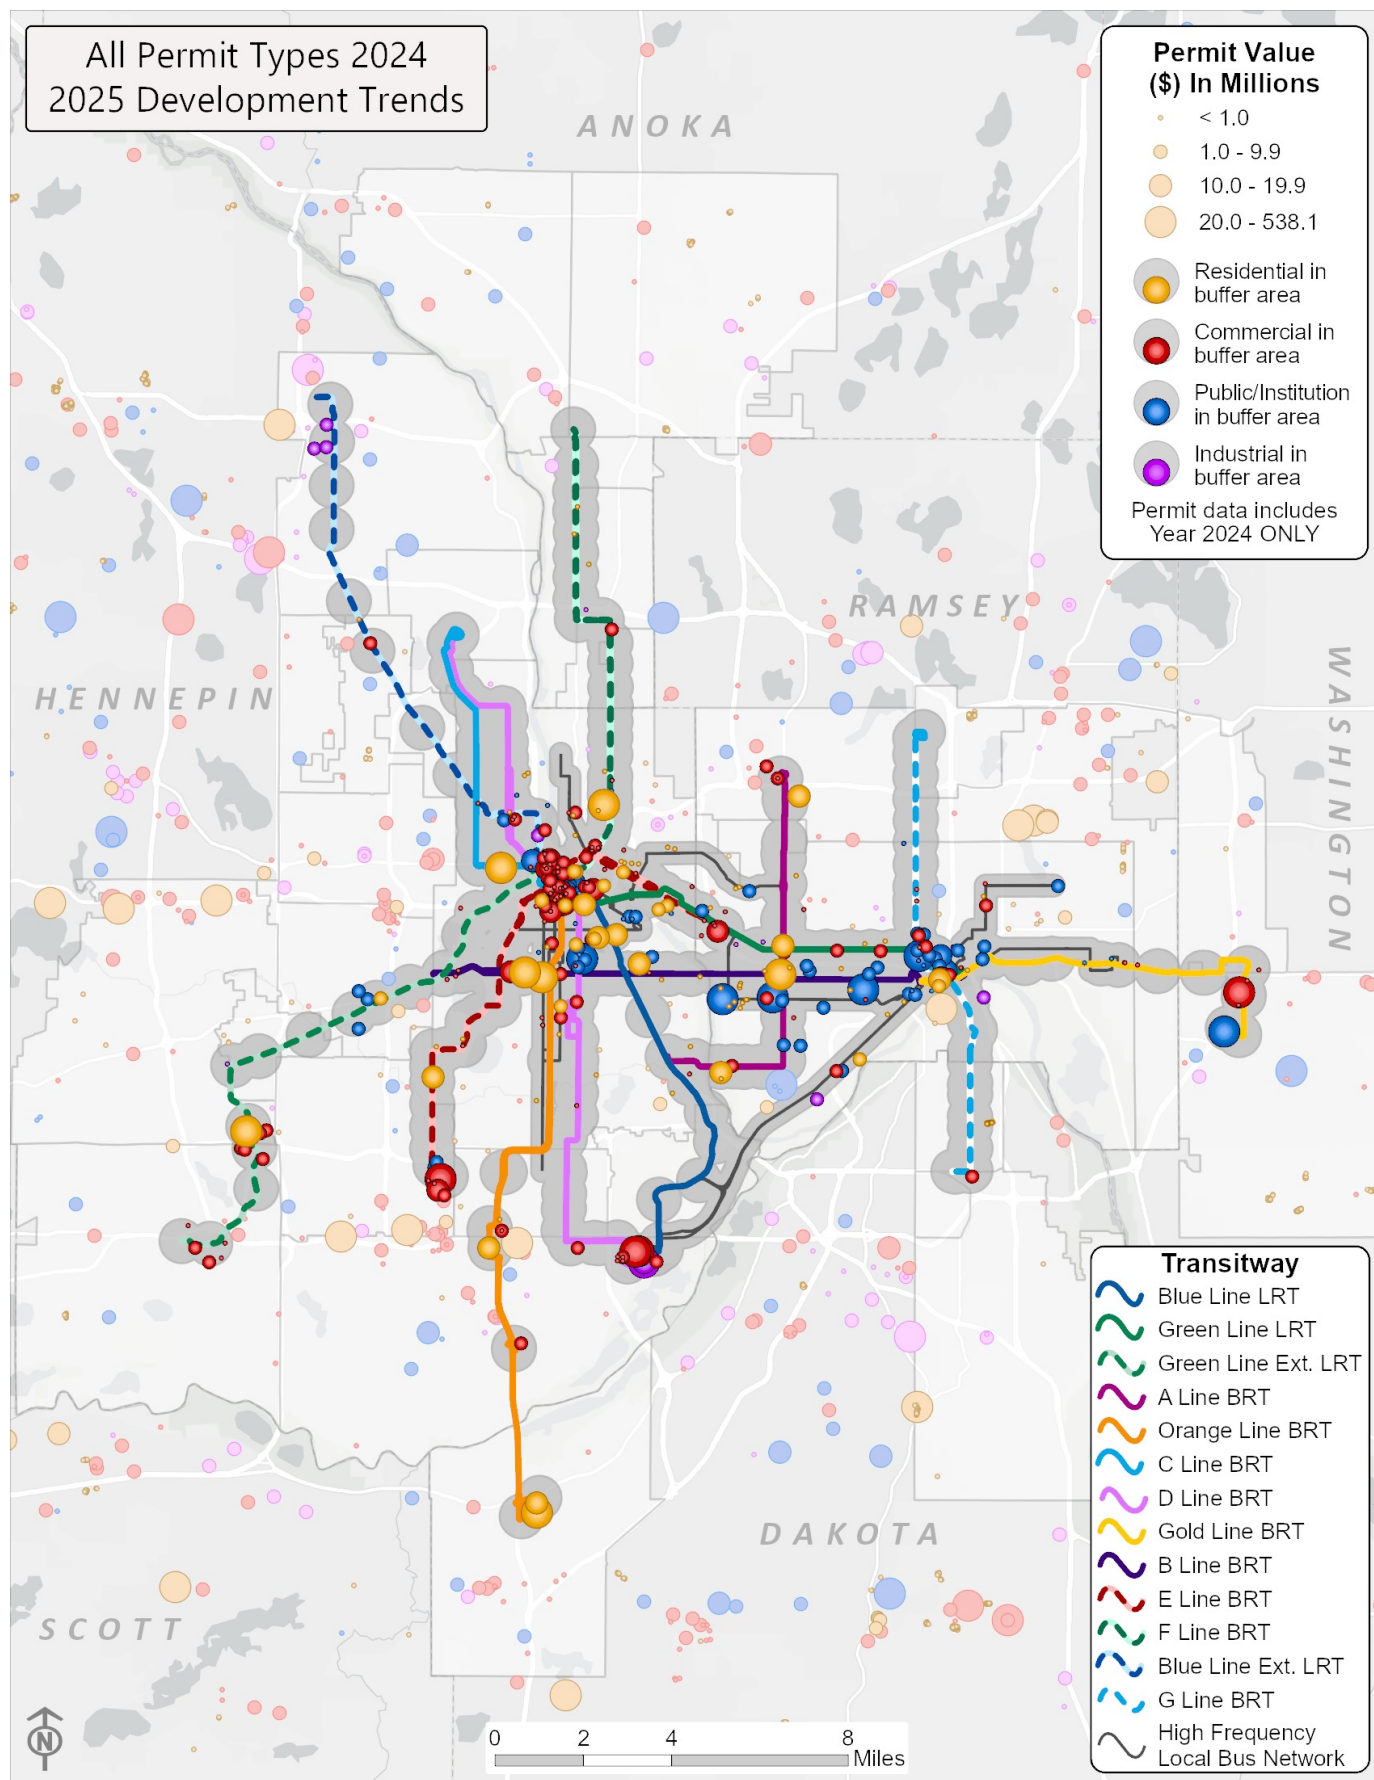 All Permit Types 2024
2025 Development Trends
Permit Value
($) In Millions
< 1.0
1.0 - 9.9
10.0 - 19.9
20.0 - 538.1
Residential in
buffer area
Commercial in
buffer area
Public/Institution
in buffer area
Industrial in
buffer area
Permit data includes
Year 2024 ONLY
ANOKA
RAMSEY
HENNEPIN
WASHINGTON
DAKOTA
SCOTT
Transitway
Blue Line LRT
Green Line LRT
Green Line Ext. LRT
A Line BRT
Orange Line BRT
C Line BRT
D Line BRT
Gold Line BRT
B Line BRT
E Line BRT
F Line BRT
Blue Line Ext. LRT
G Line BRT
High Frequency
Local Bus Network
N
0 2 4 8
Miles